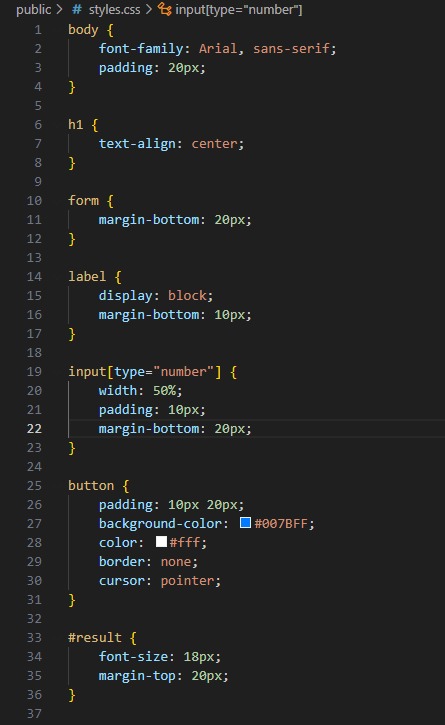 public > # styles.css > input[type="number"]
1 body {
2     font-family: Arial, sans-serif;
3     padding: 20px;
4 }
5
6 h1 {
7     text-align: center;
8 }
9
10 form {
11     margin-bottom: 20px;
12 }
13
14 label {
15     display: block;
16     margin-bottom: 10px;
17 }
18
19 input[type="number"] {
20     width: 50%;
21     padding: 10px;
22     margin-bottom: 20px;
23 }
24
25 button {
26     padding: 10px 20px;
27     background-color: #007BFF;
28     color: #fff;
29     border: none;
30     cursor: pointer;
31 }
32
33 #result {
34     font-size: 18px;
35     margin-top: 20px;
36 }
37